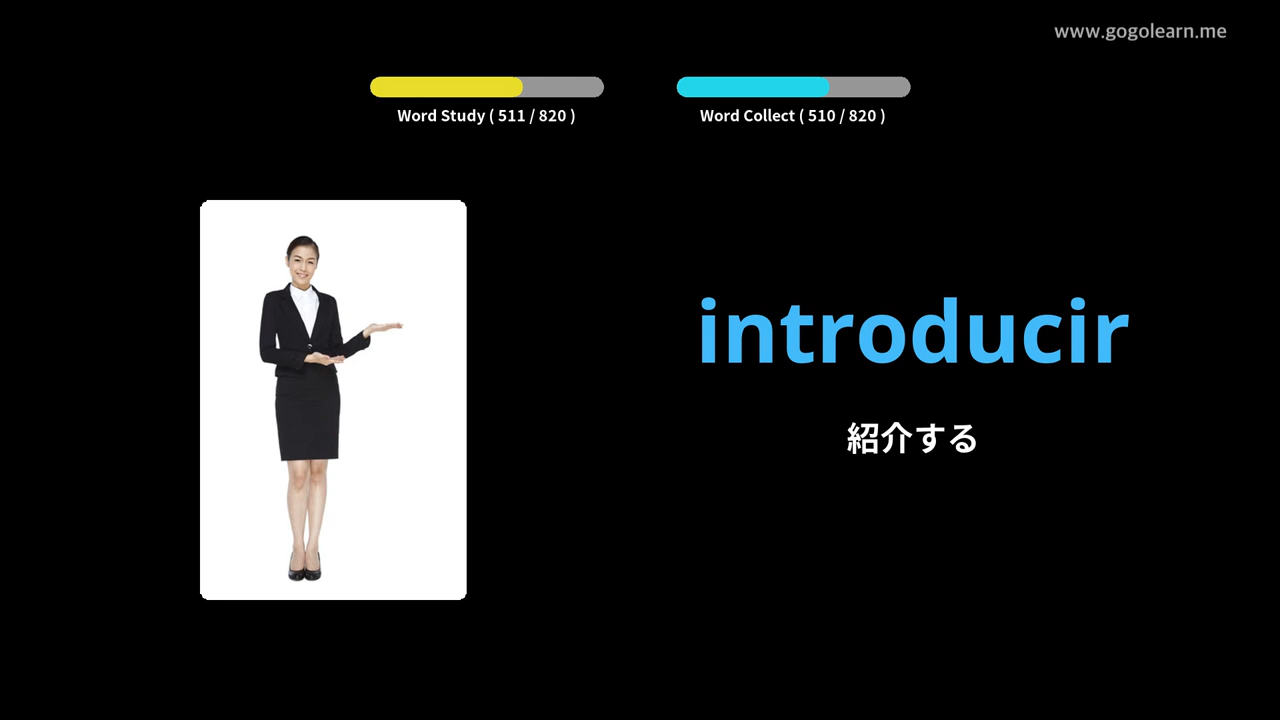 www.gogolearn.me
Word Study ( 511 / 820 )
Word Collect ( 510 / 820 )
introducir
紹介する